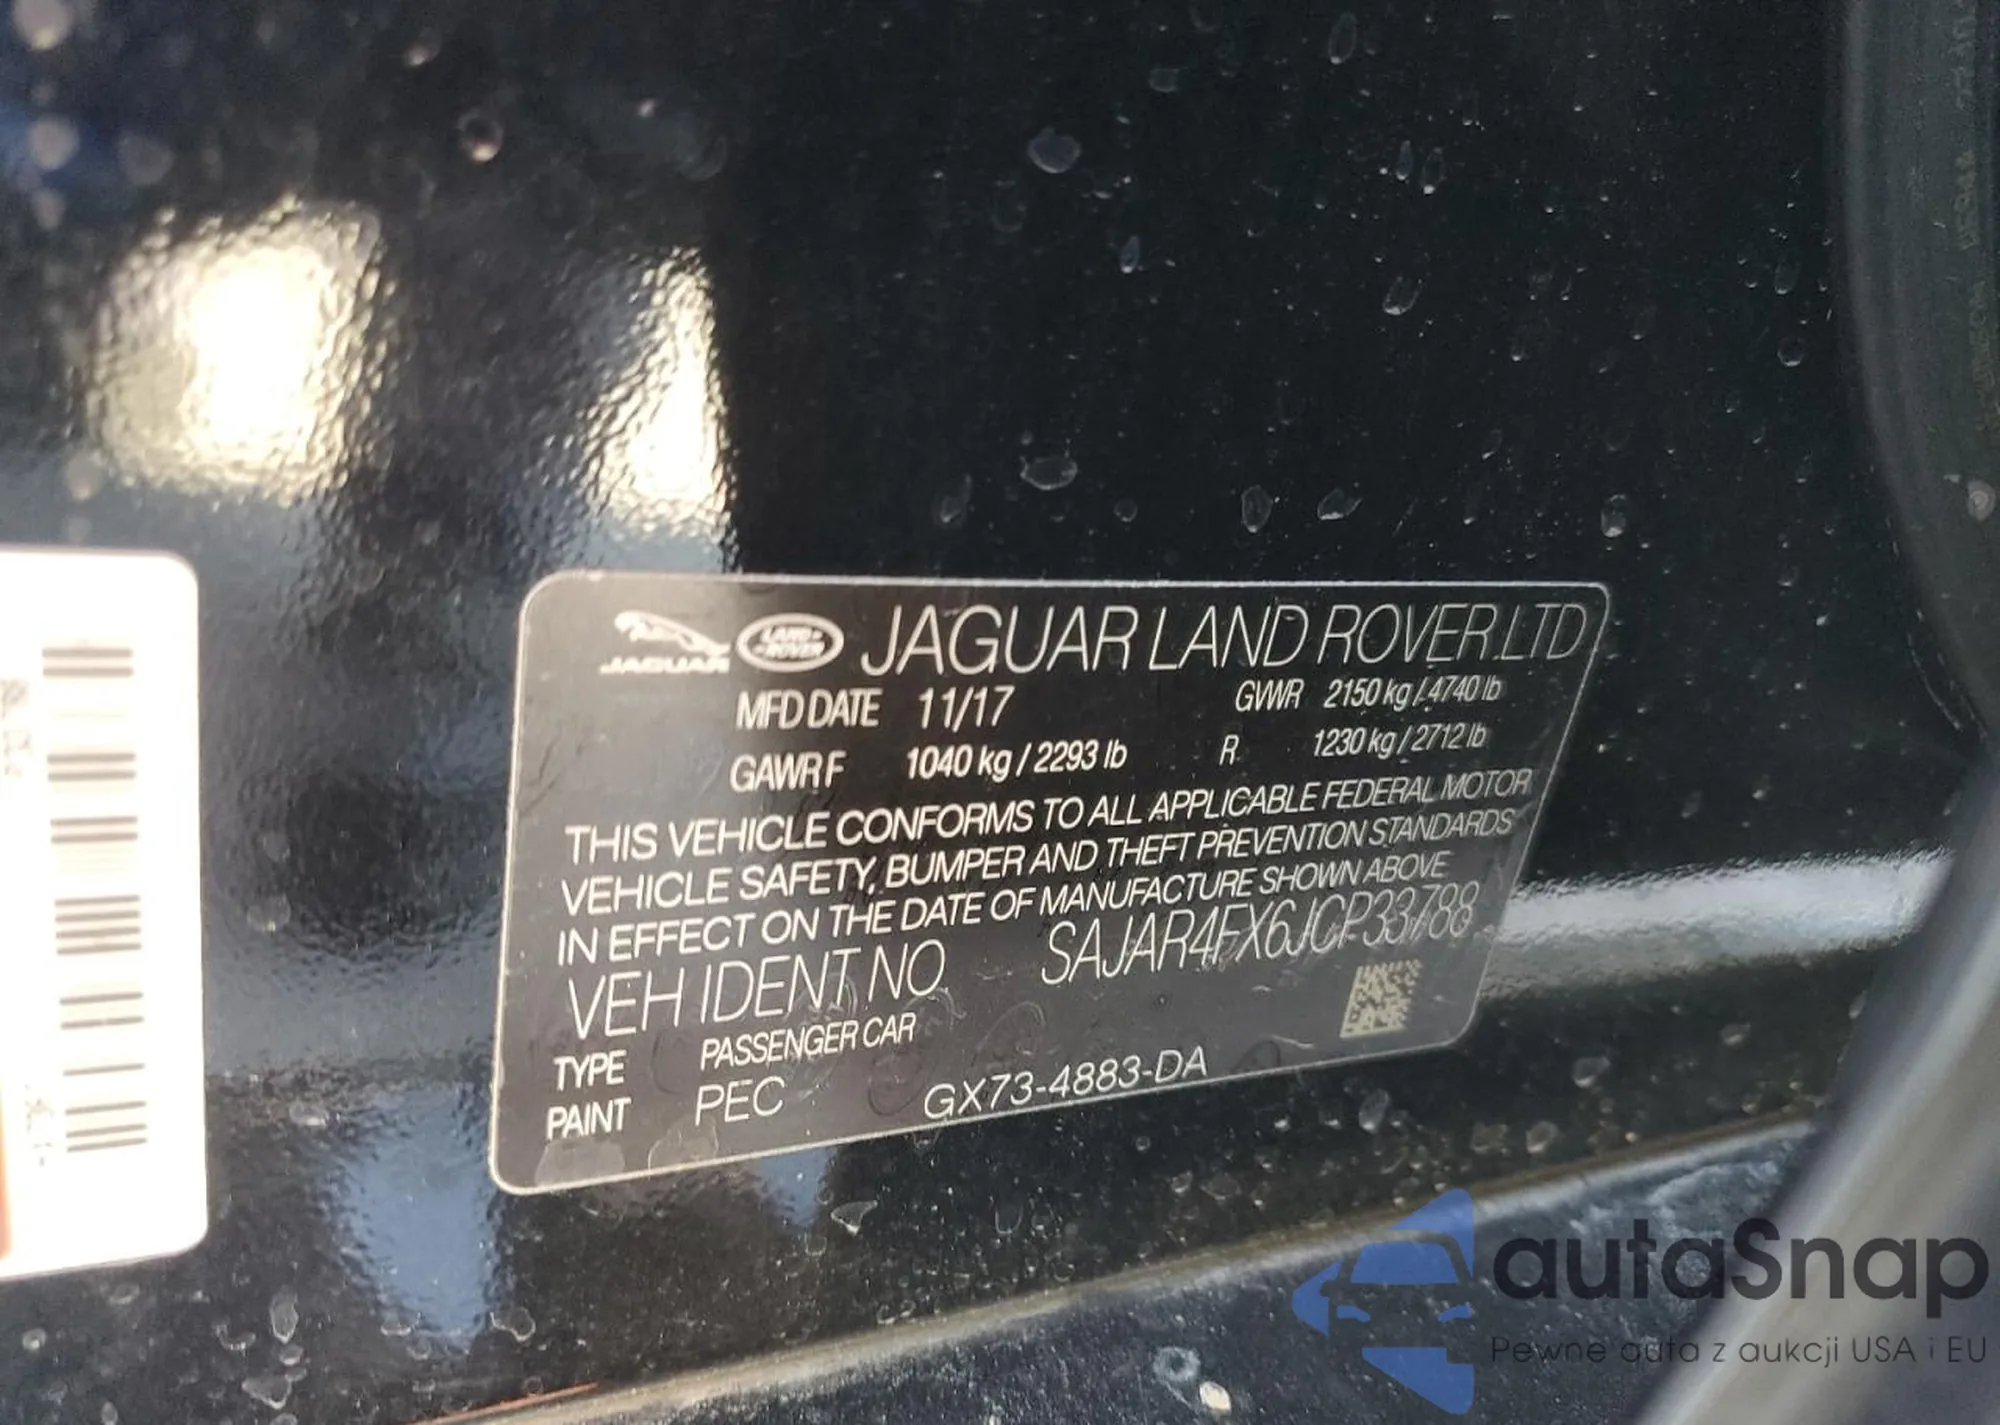 JAGUAR LAND-ROVER JAGUAR LAND ROVER LTD
MFD DATE 11/17 GVWR 2150 kg / 4740 lb
GAWR F 1040 kg / 2293 lb R 1230 kg / 2712 lb
THIS VEHICLE CONFORMS TO ALL APPLICABLE FEDERAL MOTOR
VEHICLE SAFETY, BUMPER AND THEFT PREVENTION STANDARDS
IN EFFECT ON THE DATE OF MANUFACTURE SHOWN ABOVE
VEH IDENT NO SAJAR4FX6JCP33788
TYPE PASSENGER CAR
PAINT PEC GX73-4883-DA
autaSnap
Pewne auta z aukcji USA i EU